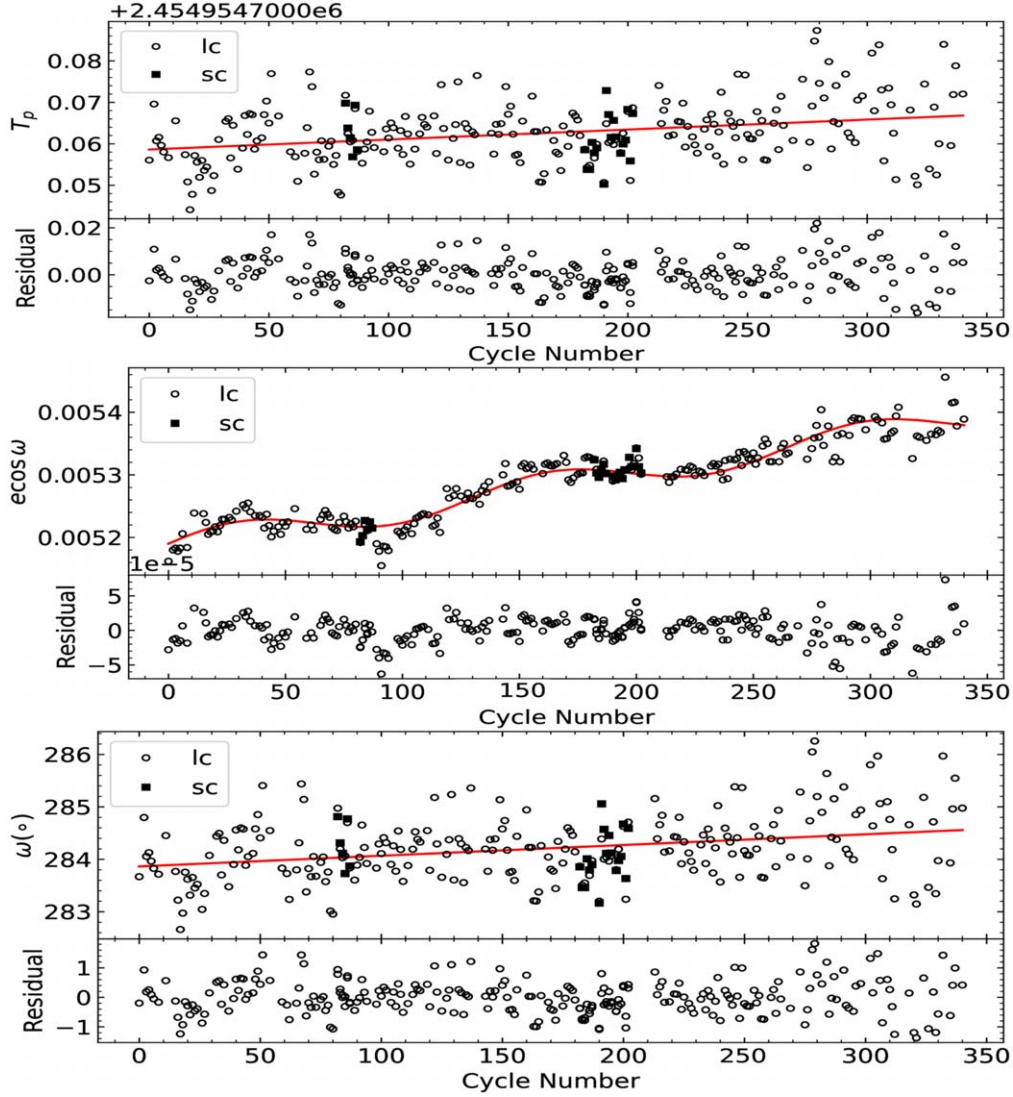 +2.4549547000e6
lc
sc
0.08
0.07
0.06
0.05
Tp
0.02
0.00
Residual
0 50 100 150 200 250 300 350
Cycle Number
lc
sc
0.0054
0.0053
0.0052
ecosω
1e−5
5
0
−5
Residual
0 50 100 150 200 250 300 350
Cycle Number
lc
sc
286
285
284
283
ω(∘)
1
0
−1
Residual
0 50 100 150 200 250 300 350
Cycle Number